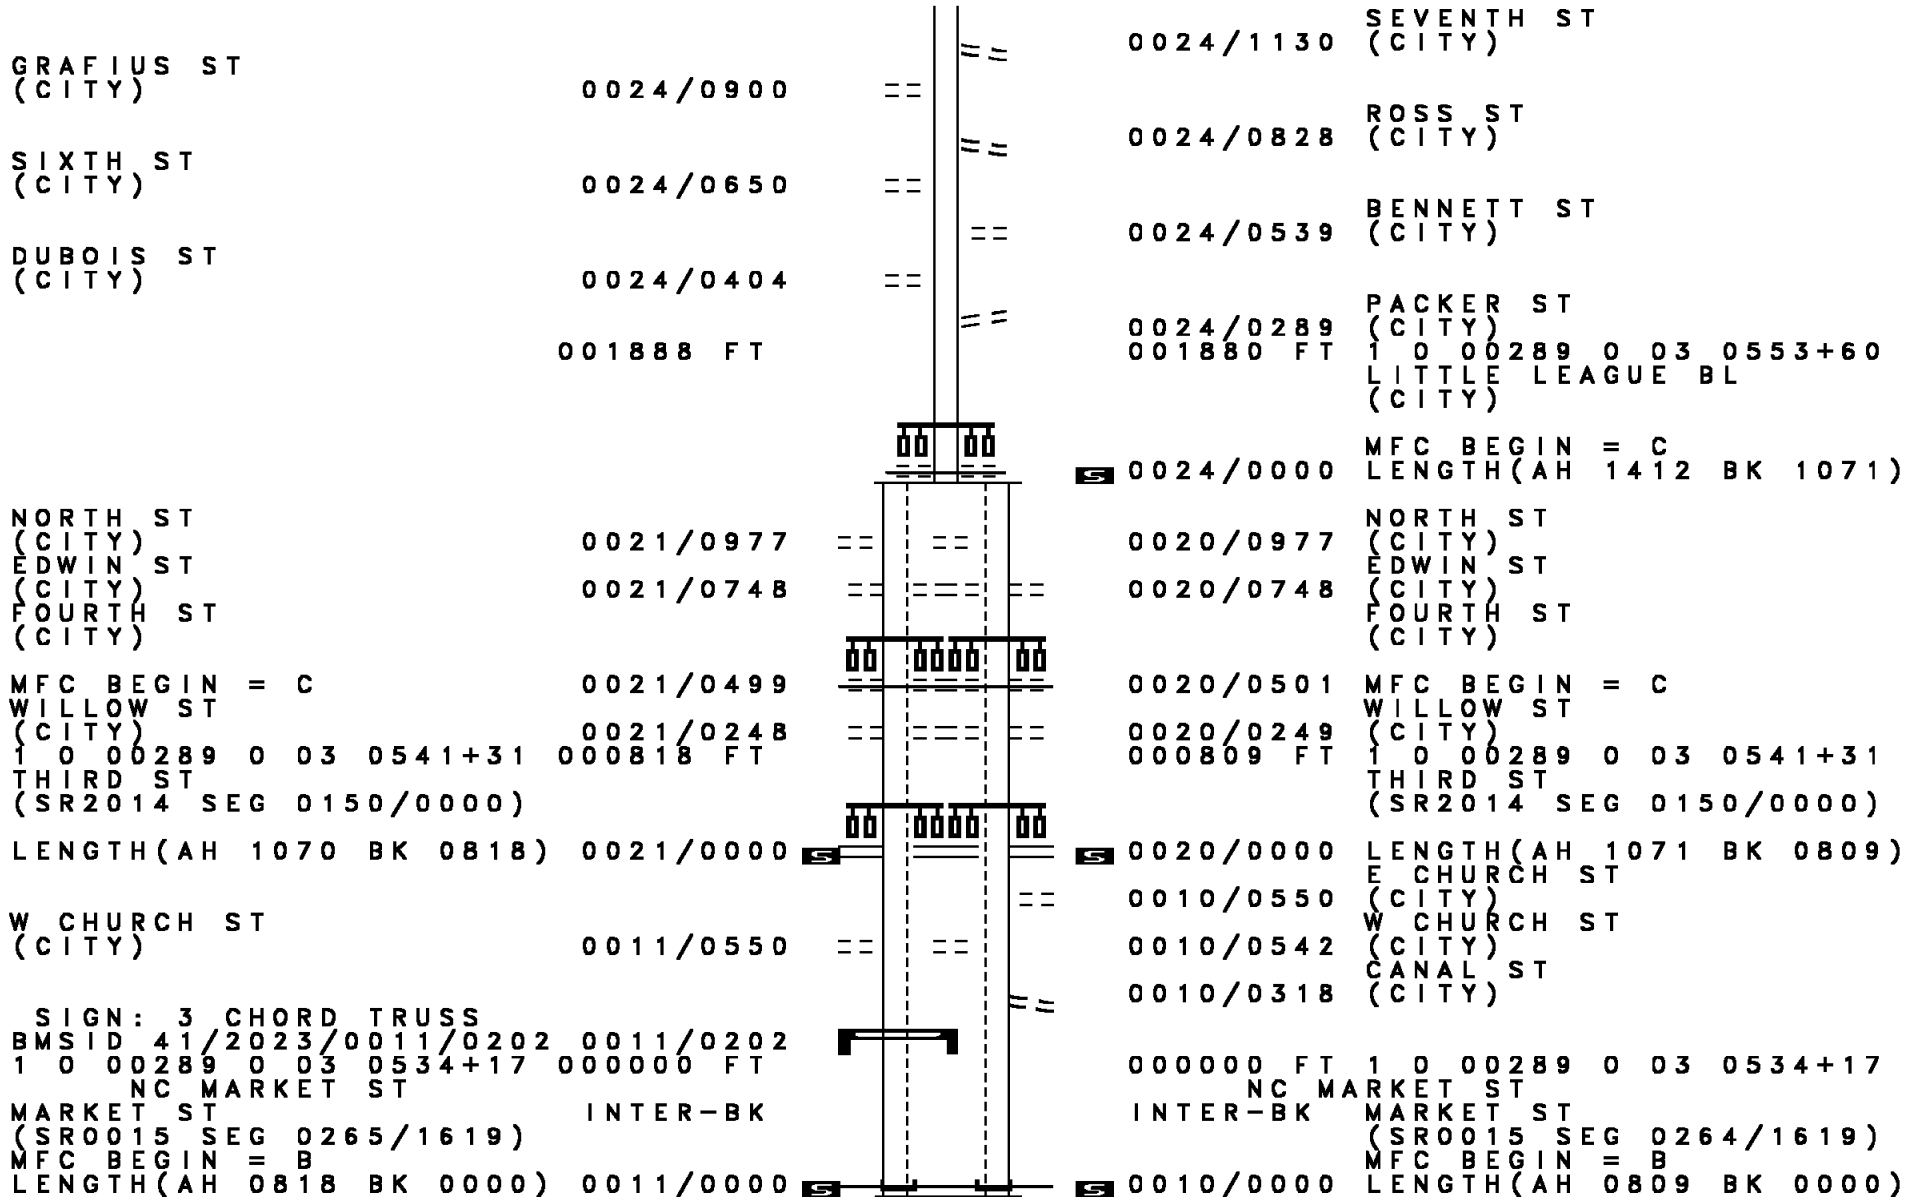 SEVENTH ST
0024/1130 (CITY)
GRAFIUS ST
(CITY) 0024/0900
ROSS ST
0024/0828 (CITY)
SIXTH ST
(CITY) 0024/0650
BENNETT ST
0024/0539 (CITY)
DUBOIS ST
(CITY) 0024/0404
PACKER ST
0024/0289 (CITY)
001888 FT 001880 FT 1 0 00289 0 03 0553+60
LITTLE LEAGUE BL
(CITY)
MFC BEGIN = C
S 0024/0000 LENGTH(AH 1412 BK 1071)
NORTH ST NORTH ST
(CITY) 0021/0977 0020/0977 (CITY)
EDWIN ST EDWIN ST
(CITY) 0021/0748 0020/0748 (CITY)
FOURTH ST FOURTH ST
(CITY) (CITY)
MFC BEGIN = C 0021/0499 0020/0501 MFC BEGIN = C
WILLOW ST WILLOW ST
(CITY) 0021/0248 0020/0249 (CITY)
1 0 00289 0 03 0541+31 000818 FT 000809 FT 1 0 00289 0 03 0541+31
THIRD ST THIRD ST
(SR2014 SEG 0150/0000) (SR2014 SEG 0150/0000)
LENGTH(AH 1070 BK 0818) 0021/0000 S S 0020/0000 LENGTH(AH 1071 BK 0809)
E CHURCH ST
0010/0550 (CITY)
W CHURCH ST W CHURCH ST
(CITY) 0011/0550 0010/0542 (CITY)
CANAL ST
0010/0318 (CITY)
SIGN: 3 CHORD TRUSS
BMSID 41/2023/0011/0202 0011/0202
1 0 00289 0 03 0534+17 000000 FT 000000 FT 1 0 00289 0 03 0534+17
NC MARKET ST NC MARKET ST
MARKET ST INTER-BK INTER-BK MARKET ST
(SR0015 SEG 0265/1619) (SR0015 SEG 0264/1619)
MFC BEGIN = B MFC BEGIN = B
LENGTH(AH 0818 BK 0000) 0011/0000 S S 0010/0000 LENGTH(AH 0809 BK 0000)